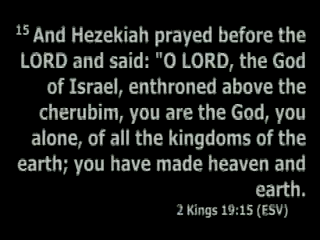 15 And Hezekiah prayed before the
LORD and said: "O LORD, the God
of Israel, enthroned above the
cherubim, you are the God, you
alone, of all the kingdoms of the
earth; you have made heaven and
earth.
2 Kings 19:15 (ESV)